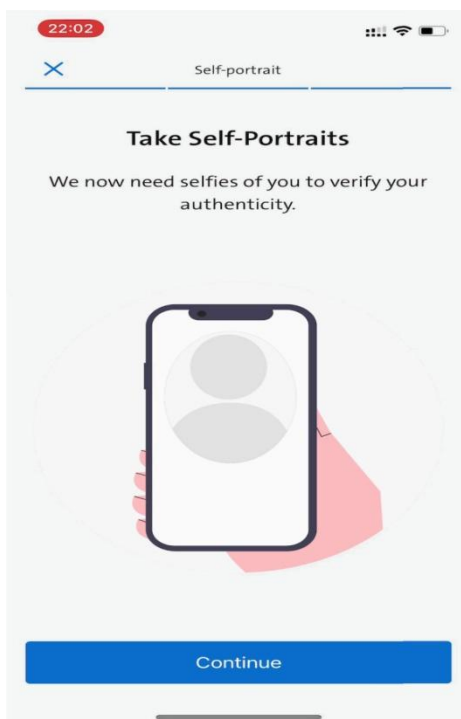 22:02
Self-portrait
Take Self-Portraits
We now need selfies of you to verify your
authenticity.
Continue